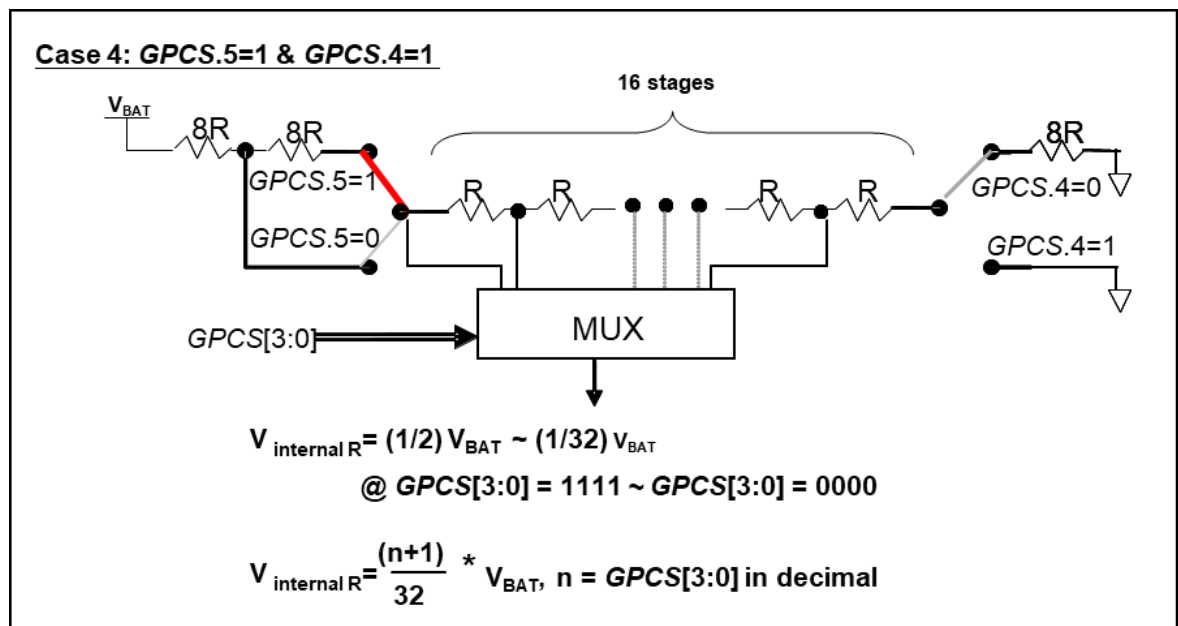 Case 4: GPCS.5=1 & GPCS.4=1
16 stages
VBAT
8R
8R
8R
GPCS.5=1
R
R
R
R
GPCS.4=0
GPCS.5=0
GPCS.4=1
MUX
GPCS[3:0]
V internal R = (1/2) VBAT ~ (1/32) VBAT
@ GPCS[3:0] = 1111 ~ GPCS[3:0] = 0000
V internal R = (n+1)/32 * VBAT, n = GPCS[3:0] in decimal